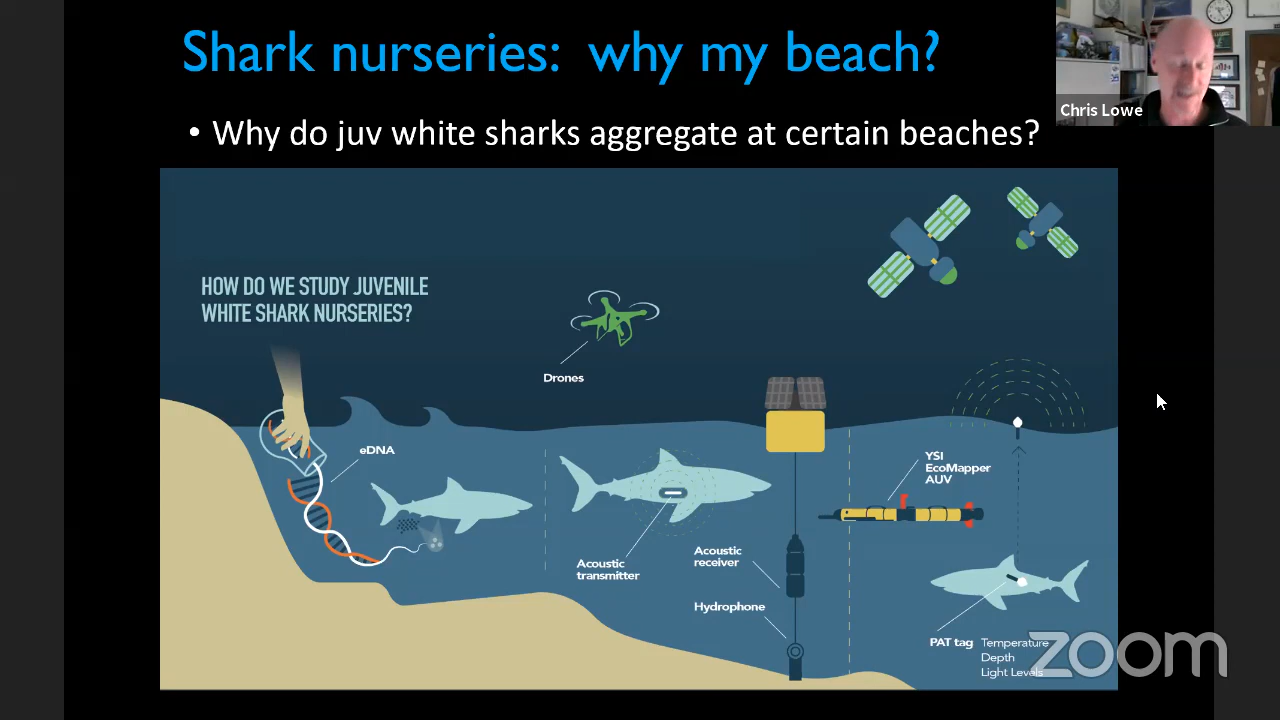 Shark nurseries: why my beach?
Chris Lowe
• Why do juv white sharks aggregate at certain beaches?
HOW DO WE STUDY JUVENILE
WHITE SHARK NURSERIES?
Drones
eDNA
YSI
EcoMapper
AUV
Acoustic
transmitter
Acoustic
receiver
Hydrophone
PAT tag
Temperature
Depth
Light Levels
zoom